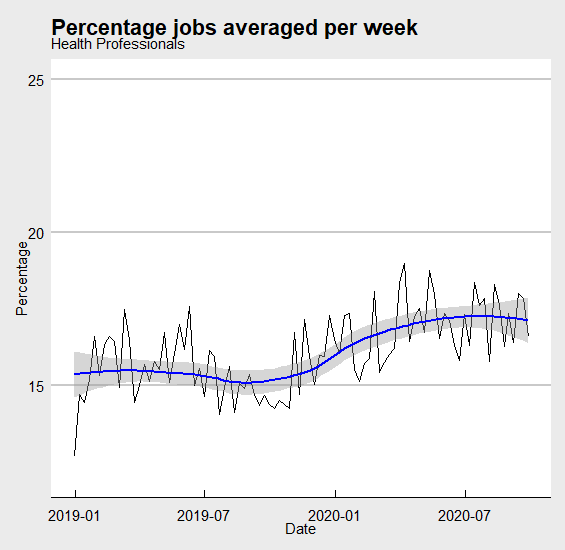 Percentage jobs averaged per week
Health Professionals
25
20
15
Percentage
2019-01
2019-07
2020-01
2020-07
Date